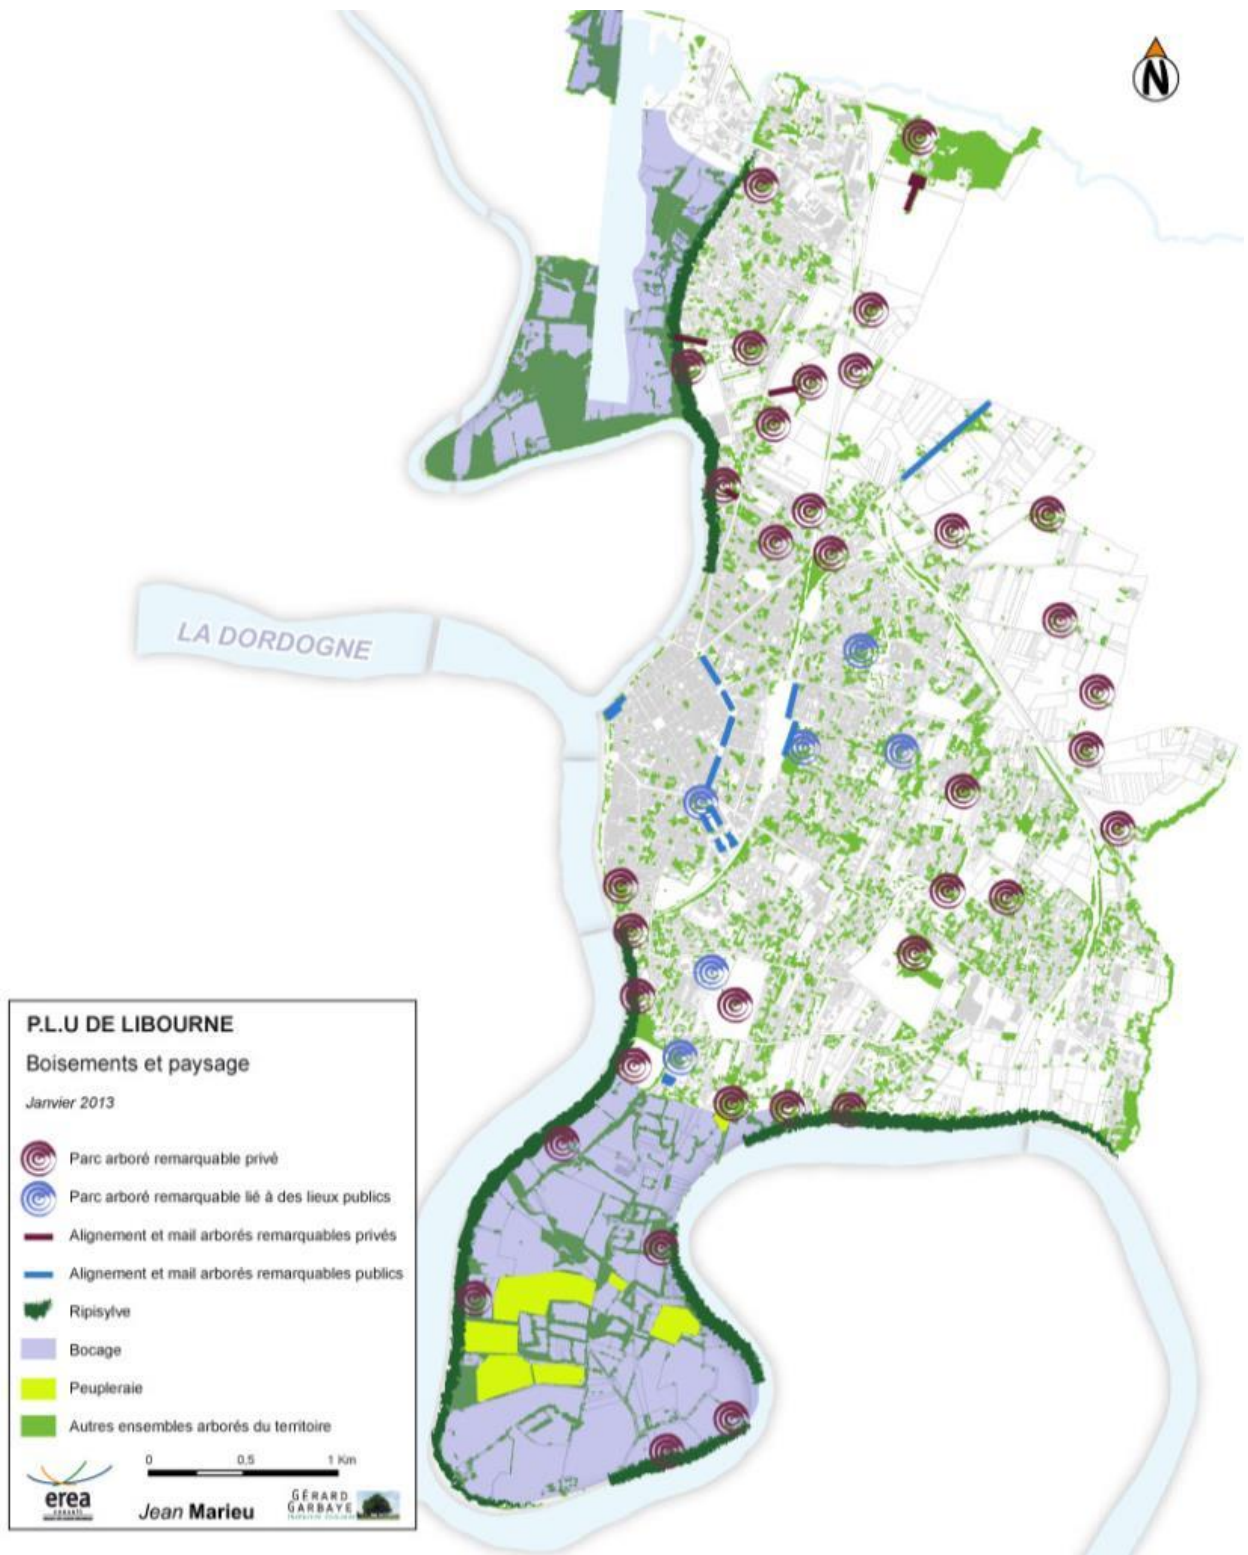 N
LA DORDOGNE
P.L.U DE LIBOURNE
Boisements et paysage
Janvier 2013
Parc arboré remarquable privé
Parc arboré remarquable lié à des lieux publics
Alignement et mail arborés remarquables privés
Alignement et mail arborés remarquables publics
Ripisylve
Bocage
Peupleraie
Autres ensembles arborés du territoire
0 0,5 1 Km
erea
CONSEIL
Jean Marieu
GÉRARD
GARBAYE